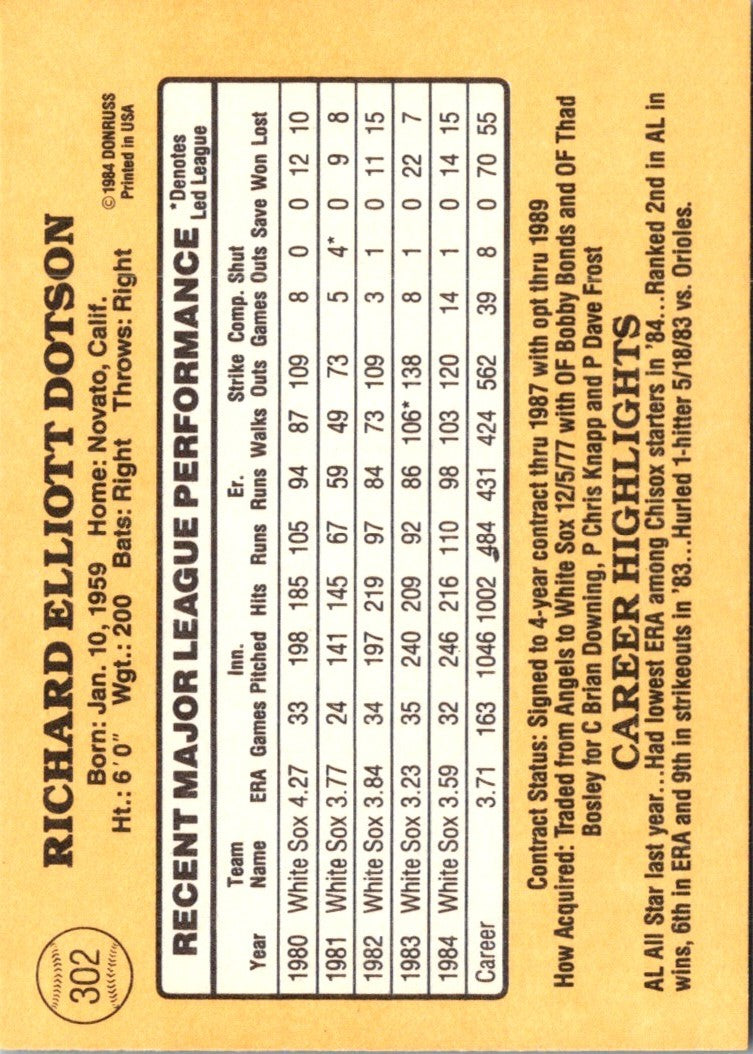 302
RICHARD ELLIOTT DOTSON
Born: Jan. 10, 1959 Home: Novato, Calif.
Ht.: 6'0" Wgt.: 200 Bats: Right Throws: Right
©1984 DONRUSS
Printed in USA
RECENT MAJOR LEAGUE PERFORMANCE
*Denotes
Led League
Team Inn. Er. Strike Comp. Shut
Year Name ERA Games Pitched Hits Runs Runs Walks Outs Games Outs Save Won Lost
1980 White Sox 4.27 33 198 185 105 94 87 109 8 0 0 12 10
1981 White Sox 3.77 24 141 145 67 59 49 73 5 4* 0 9 8
1982 White Sox 3.84 34 197 219 97 84 73 109 3 1 0 11 15
1983 White Sox 3.23 35 240 209 92 86 106* 138 8 1 0 22 7
1984 White Sox 3.59 32 246 216 110 98 103 120 14 1 0 14 15
Career 3.71 163 1046 1002 484 431 424 562 39 8 0 70 55
Contract Status: Signed to 4-year contract thru 1987 with opt thru 1989
How Acquired: Traded from Angels to White Sox 12/5/77 with OF Bobby Bonds and OF Thad
Bosley for C Brian Downing, P Chris Knapp and P Dave Frost
CAREER HIGHLIGHTS
AL All Star last year...Had lowest ERA among Chisox starters in '84...Ranked 2nd in AL in
wins, 6th in ERA and 9th in strikeouts in '83...Hurled 1-hitter 5/18/83 vs. Orioles.